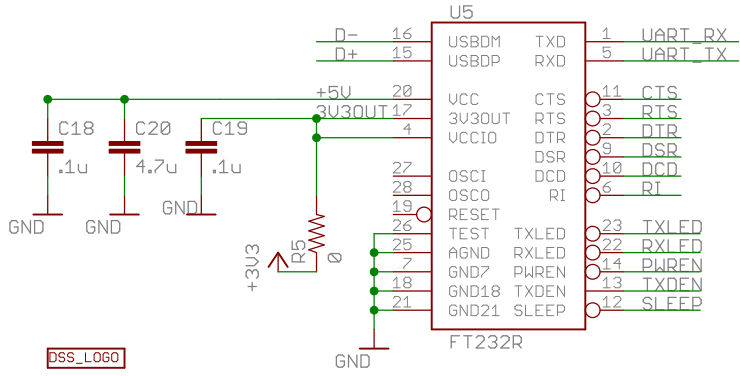 U5
D- 16 USBDM TXD 1 UART_RX
D+ 15 USBDP RXD 5 UART_TX
+5V 20 VCC CTS 11 CTS
3V3OUT 17 3V3OUT RTS 3 RTS
4 VCCIO DTR 2 DTR
C18 C20 C19
DSR 9 DSR
.1u 4.7u .1u
27 OSCI DCD 10 DCD
28 OSCO RI 6 RI
19 RESET
GND GND GND
26 TEST TXLED 23 TXLED
25 AGND RXLED 22 RXLED
+3V3 R5 0
7 GND7 PWREN 14 PWREN
18 GND18 TXDEN 13 TXDEN
21 GND21 SLEEP 12 SLEEP
FT232R
DSS_LOGO
GND